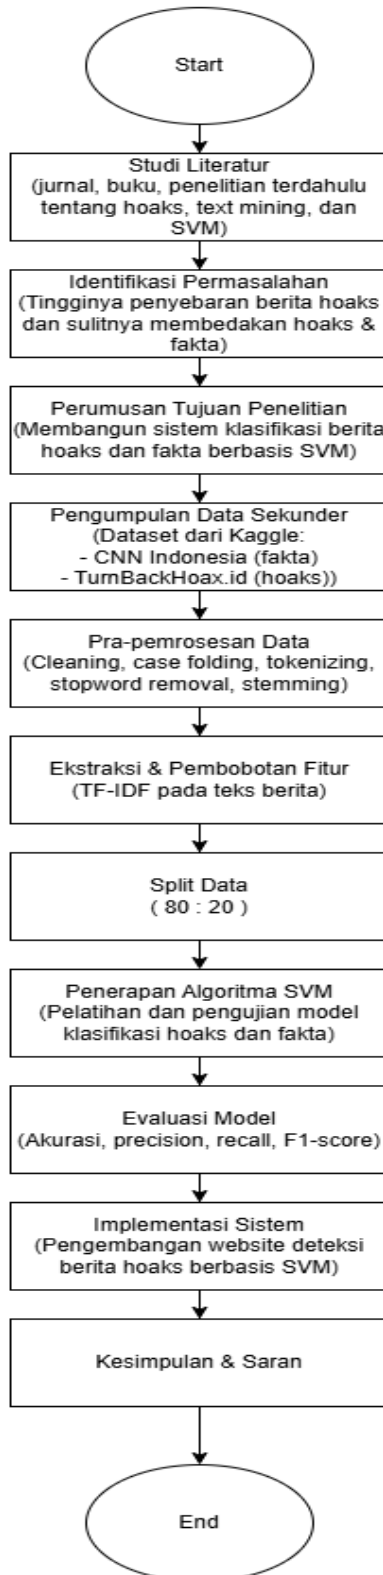 Start
Studi Literatur
(jurnal, buku, penelitian terdahulu
tentang hoaks, text mining, dan
SVM)
Identifikasi Permasalahan
(Tingginya penyebaran berita hoaks
dan sulitnya membedakan hoaks &
fakta)
Perumusan Tujuan Penelitian
(Membangun sistem klasifikasi berita
hoaks dan fakta berbasis SVM)
Pengumpulan Data Sekunder
(Dataset dari Kaggle:
- CNN Indonesia (fakta)
- TurnBackHoax.id (hoaks))
Pra-pemrosesan Data
(Cleaning, case folding, tokenizing,
stopword removal, stemming)
Ekstraksi & Pembobotan Fitur
(TF-IDF pada teks berita)
Split Data
( 80 : 20 )
Penerapan Algoritma SVM
(Pelatihan dan pengujian model
klasifikasi hoaks dan fakta)
Evaluasi Model
(Akurasi, precision, recall, F1-score)
Implementasi Sistem
(Pengembangan website deteksi
berita hoaks berbasis SVM)
Kesimpulan & Saran
End